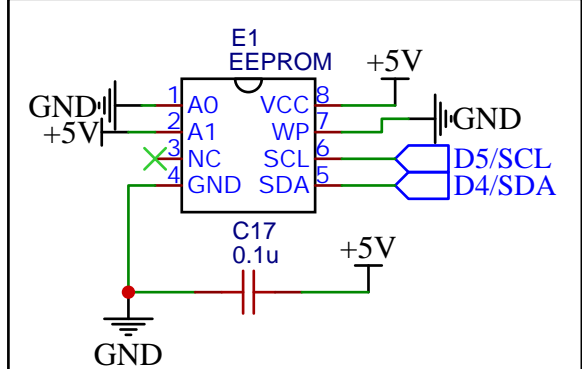 E1
EEPROM
+5V
GND
1 A0 VCC 8
+5V
2 A1 WP 7
GND
3 NC SCL 6
D5/SCL
4 GND SDA 5
D4/SDA
C17
0.1u
+5V
GND